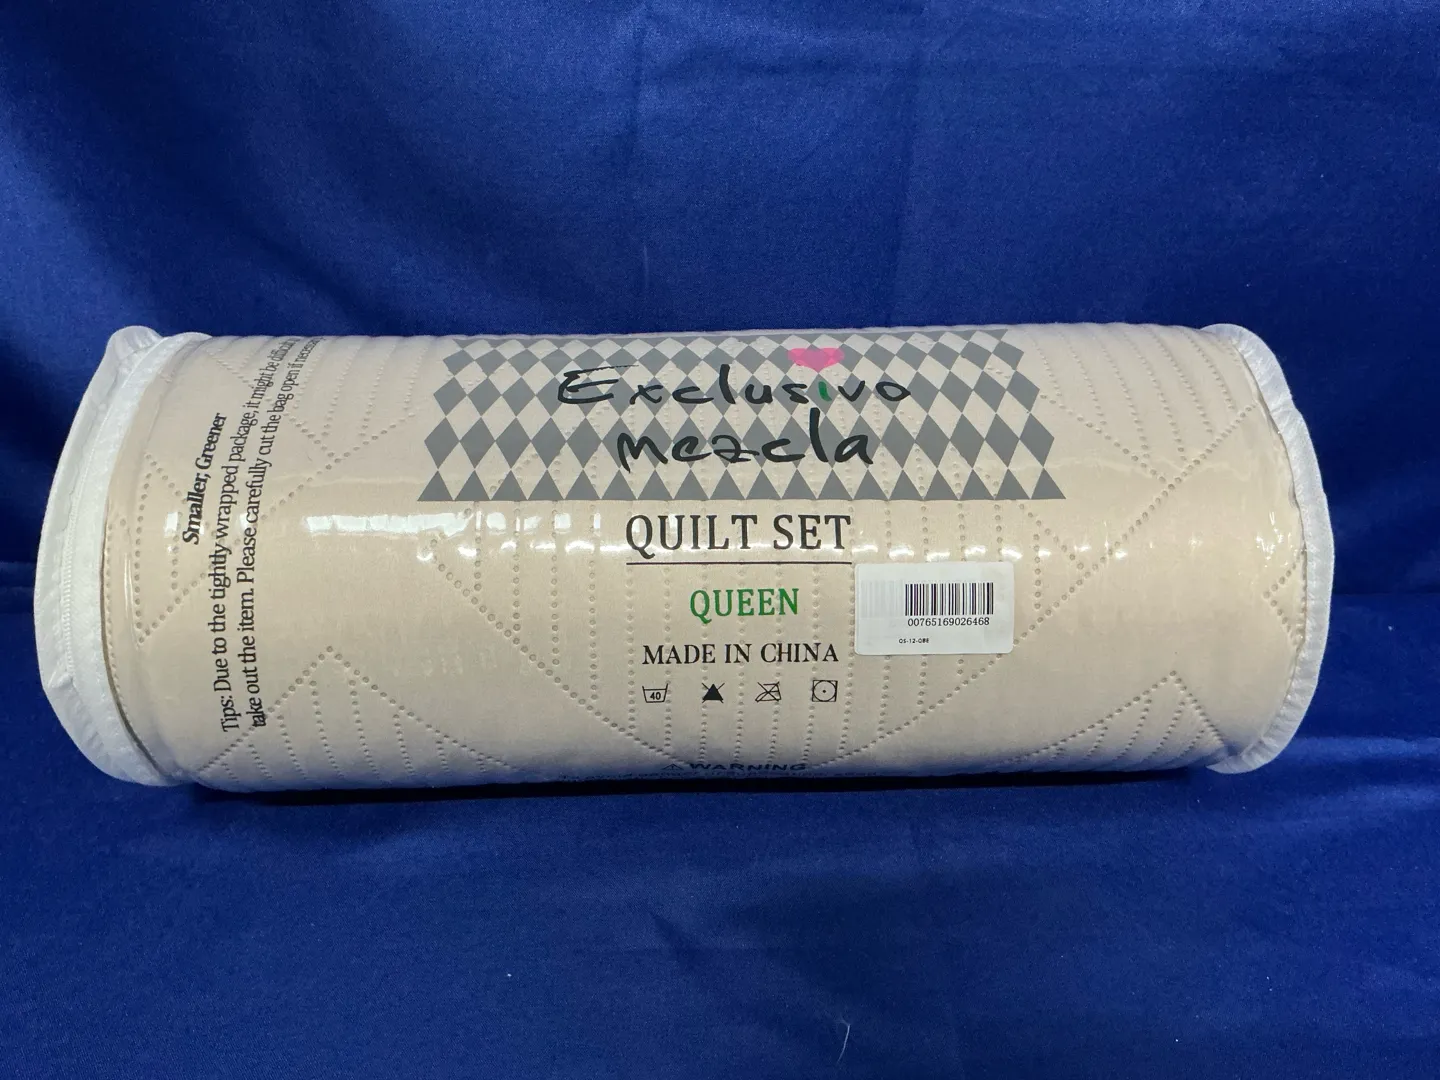 Exclusivo
mezcla
QUILT SET
QUEEN
MADE IN CHINA
40
00765169026468
Smaller, Greener
Tips: Due to the tightly wrapped package, it might be difficult
take out the item. Please carefully cut the bag open if necessary
WARNING